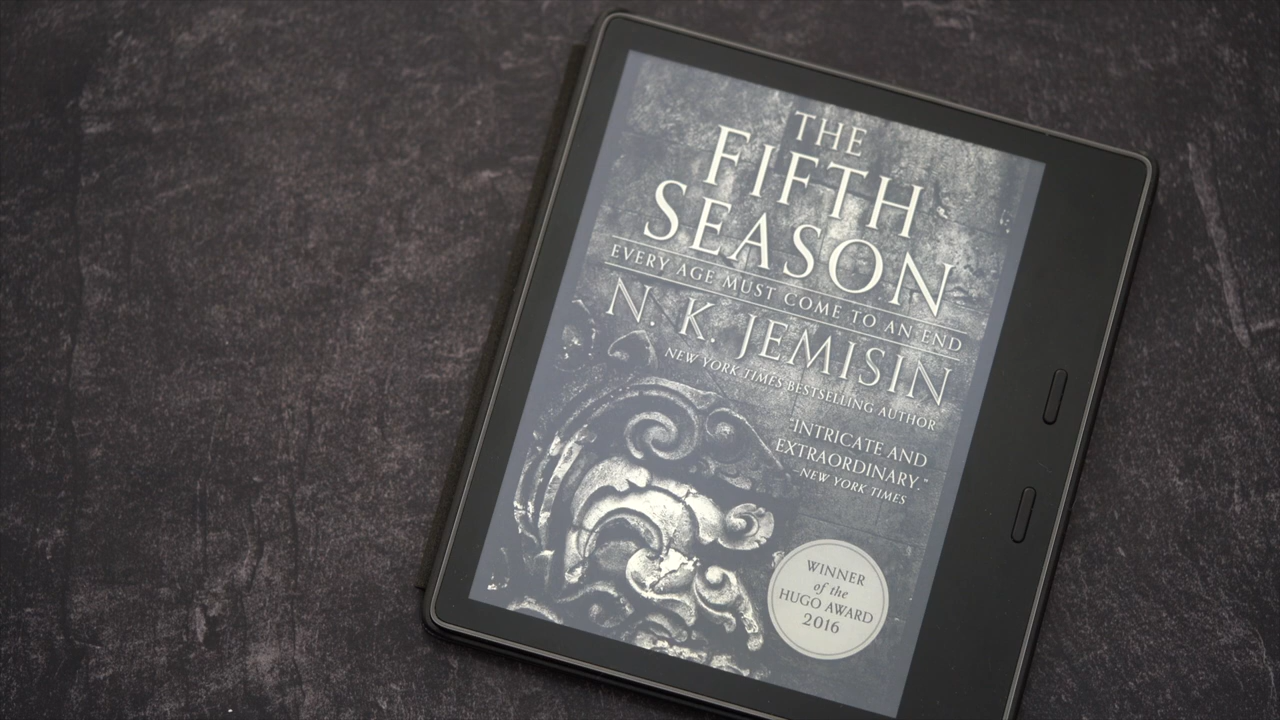 THE
FIFTH
SEASON
EVERY AGE MUST COME TO AN END
N. K. JEMISIN
NEW YORK TIMES BESTSELLING AUTHOR
"INTRICATE AND
EXTRAORDINARY."
—NEW YORK TIMES
WINNER
of the
HUGO AWARD
2016